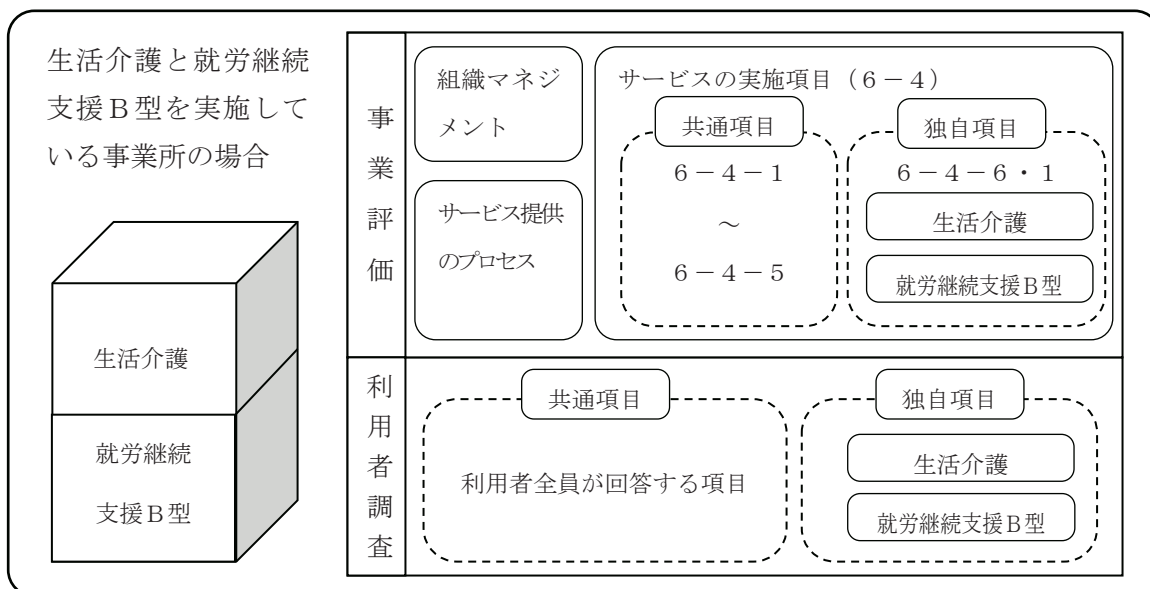 生活介護と就労継続
支援Ｂ型を実施して
いる事業所の場合
生活介護
就労継続
支援Ｂ型
事業評価
組織マネジ
メント
サービス提供
のプロセス
サービスの実施項目（６－４）
共通項目
６－４－１
～
６－４－５
独自項目
６－４－６・１
生活介護
就労継続支援Ｂ型
利用者調査
共通項目
利用者全員が回答する項目
独自項目
生活介護
就労継続支援Ｂ型